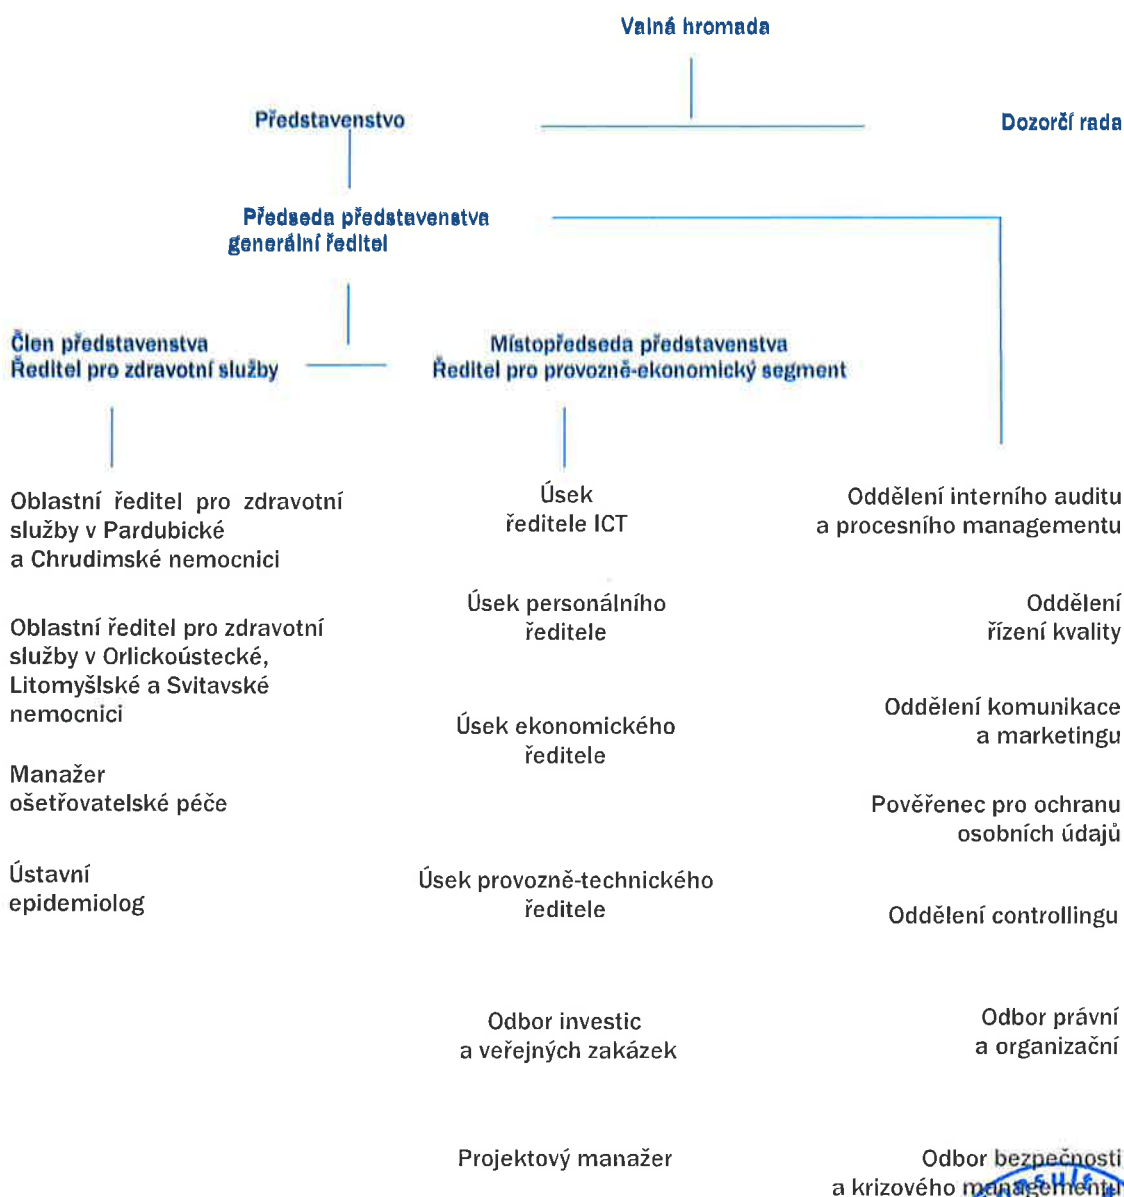 Valná hromada
Představenstvo
Dozorčí rada
Předseda představenstva
generální ředitel
Člen představenstva
Ředitel pro zdravotní služby
Místopředseda představenstva
Ředitel pro provozně-ekonomický segment
Oblastní ředitel pro zdravotní
služby v Pardubické
a Chrudimské nemocnici
Oblastní ředitel pro zdravotní
služby v Orlickoústecké,
Litomyšlské a Svitavské
nemocnici
Manažer
ošetřovatelské péče
Ústavní
epidemiolog
Úsek
ředitele ICT
Úsek personálního
ředitele
Úsek ekonomického
ředitele
Úsek provozně-technického
ředitele
Odbor investic
a veřejných zakázek
Projektový manažer
Oddělení interního auditu
a procesního managementu
Oddělení
řízení kvality
Oddělení komunikace
a marketingu
Pověřenec pro ochranu
osobních údajů
Oddělení controllingu
Odbor právní
a organizační
Odbor bezpečnosti
a krizového managementu